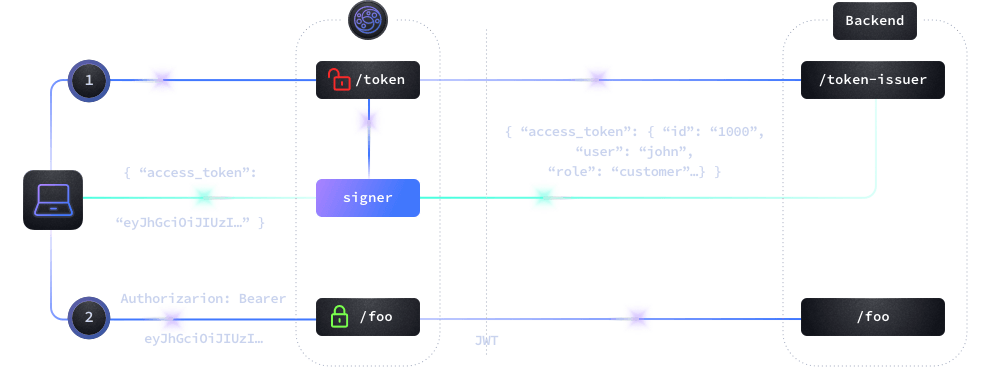 Backend
1
/token
/token-issuer
{ “access_token”: { “id”: “1000”,
“user”: “john”,
“role”: “customer”…} }
{ “access_token”:
“eyJhGciOiJIUzI…” }
signer
Authorizarion: Bearer
eyJhGciOiJIUzI…
2
/foo
JWT
/foo